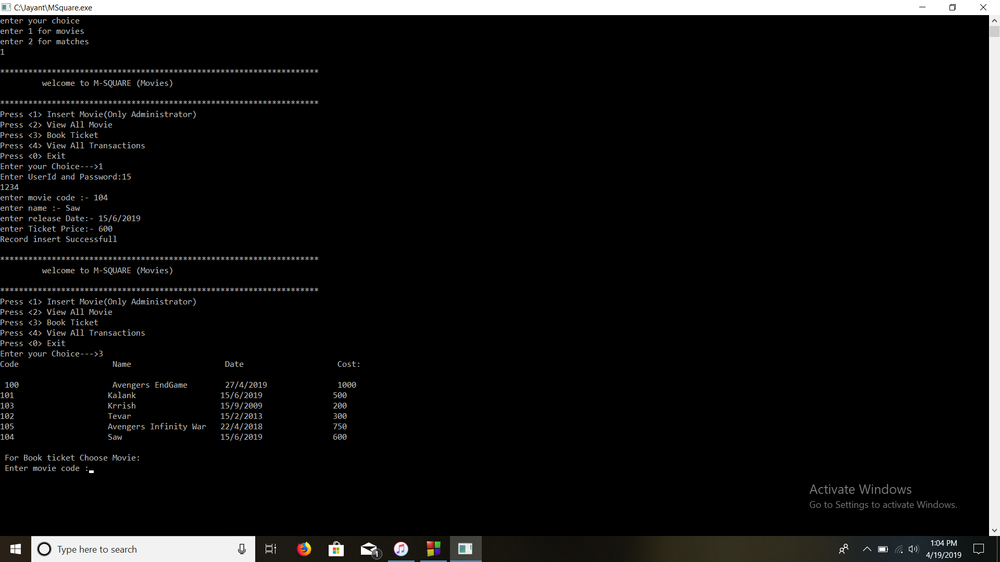 C:\Jayant\MSquare.exe
enter your choice
enter 1 for movies
enter 2 for matches
1
********************************************************************
welcome to M-SQUARE (Movies)
********************************************************************
Press <1> Insert Movie(Only Administrator)
Press <2> View All Movie
Press <3> Book Ticket
Press <4> View All Transactions
Press <0> Exit
Enter your Choice--->1
Enter UserId and Password:15
1234
enter movie code :- 104
enter name :- Saw
enter release Date:- 15/6/2019
enter Ticket Price:- 600
Record insert Successfull
********************************************************************
welcome to M-SQUARE (Movies)
********************************************************************
Press <1> Insert Movie(Only Administrator)
Press <2> View All Movie
Press <3> Book Ticket
Press <4> View All Transactions
Press <0> Exit
Enter your Choice--->3
Code Name Date Cost:
100 Avengers EndGame 27/4/2019 1000
101 Kalank 15/6/2019 500
103 Krrish 15/9/2009 200
102 Tevar 15/2/2013 300
105 Avengers Infinity War 22/4/2018 750
104 Saw 15/6/2019 600
For Book ticket Choose Movie:
Enter movie code :
Activate Windows
Go to Settings to activate Windows.
Type here to search
1
1:04 PM
4/19/2019